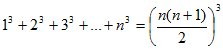 1³ + 2³ + 3³ + ... + n³ = (n(n+1)/2)³